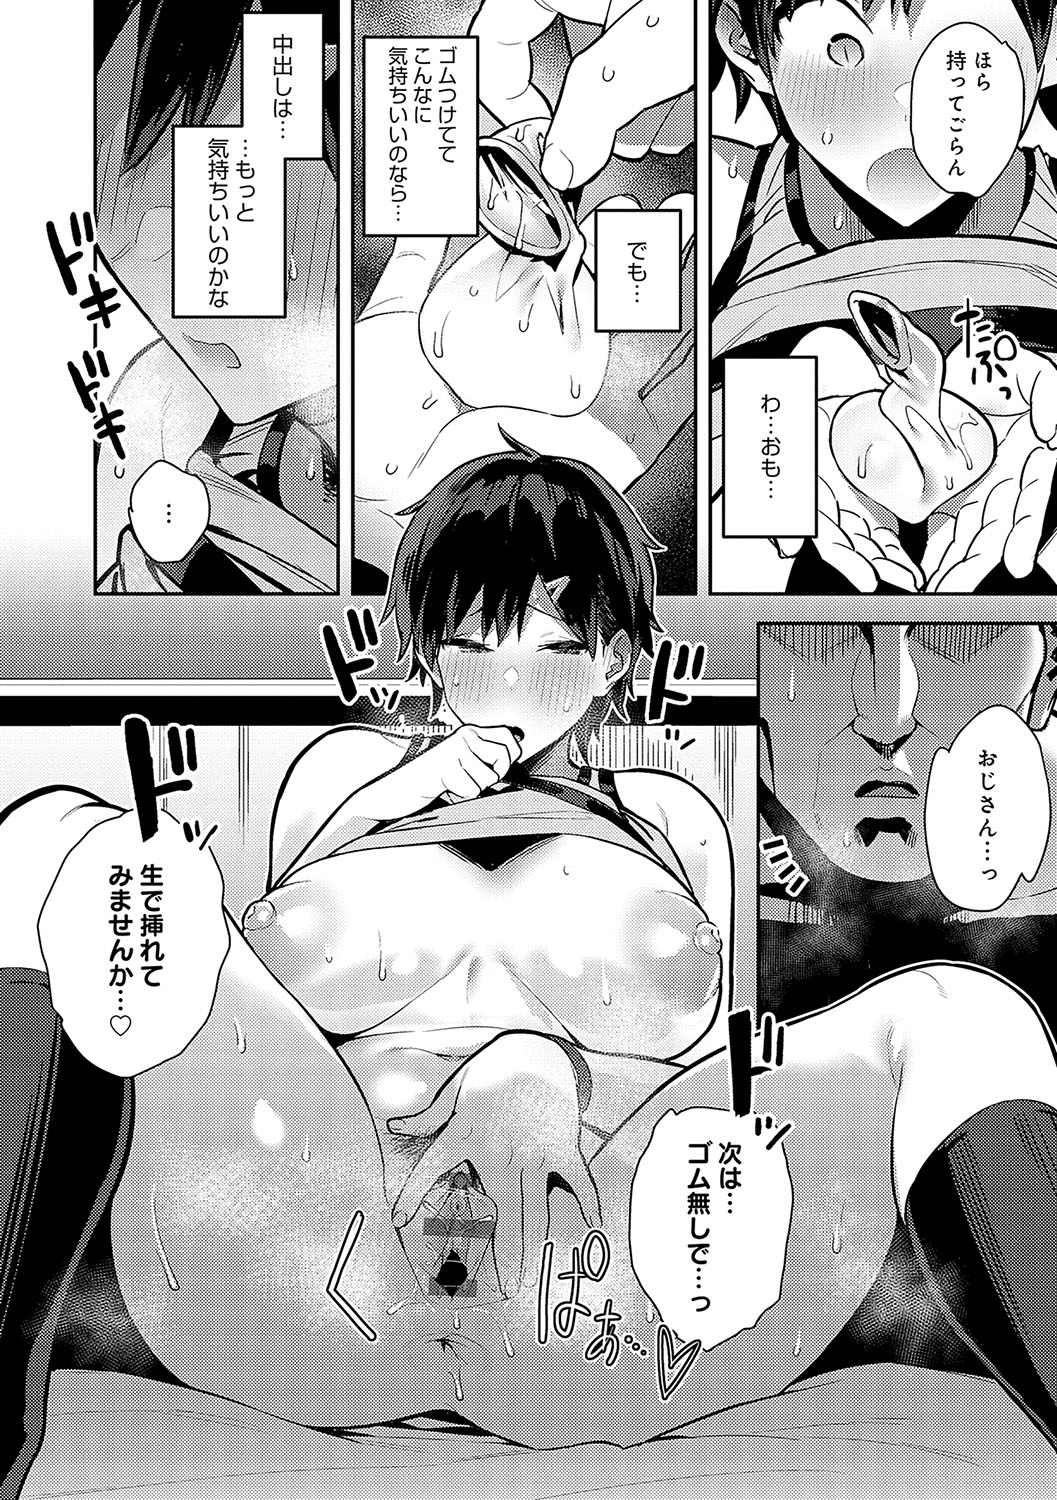 ほら
持ってごらん
たぷっ
わ…おも…
でも…
ゴムつけてて
こんなに
気持ちいいのなら…
中出しは…
…もっと
気持ちいいのかな
ドキ
ドキ
…
おじさん…っ
ドッ
ドッ
ドッ
ドッ
次は…
ゴム無しで…っ
生で挿れて
みませんか…♡
くぱぁ…♡